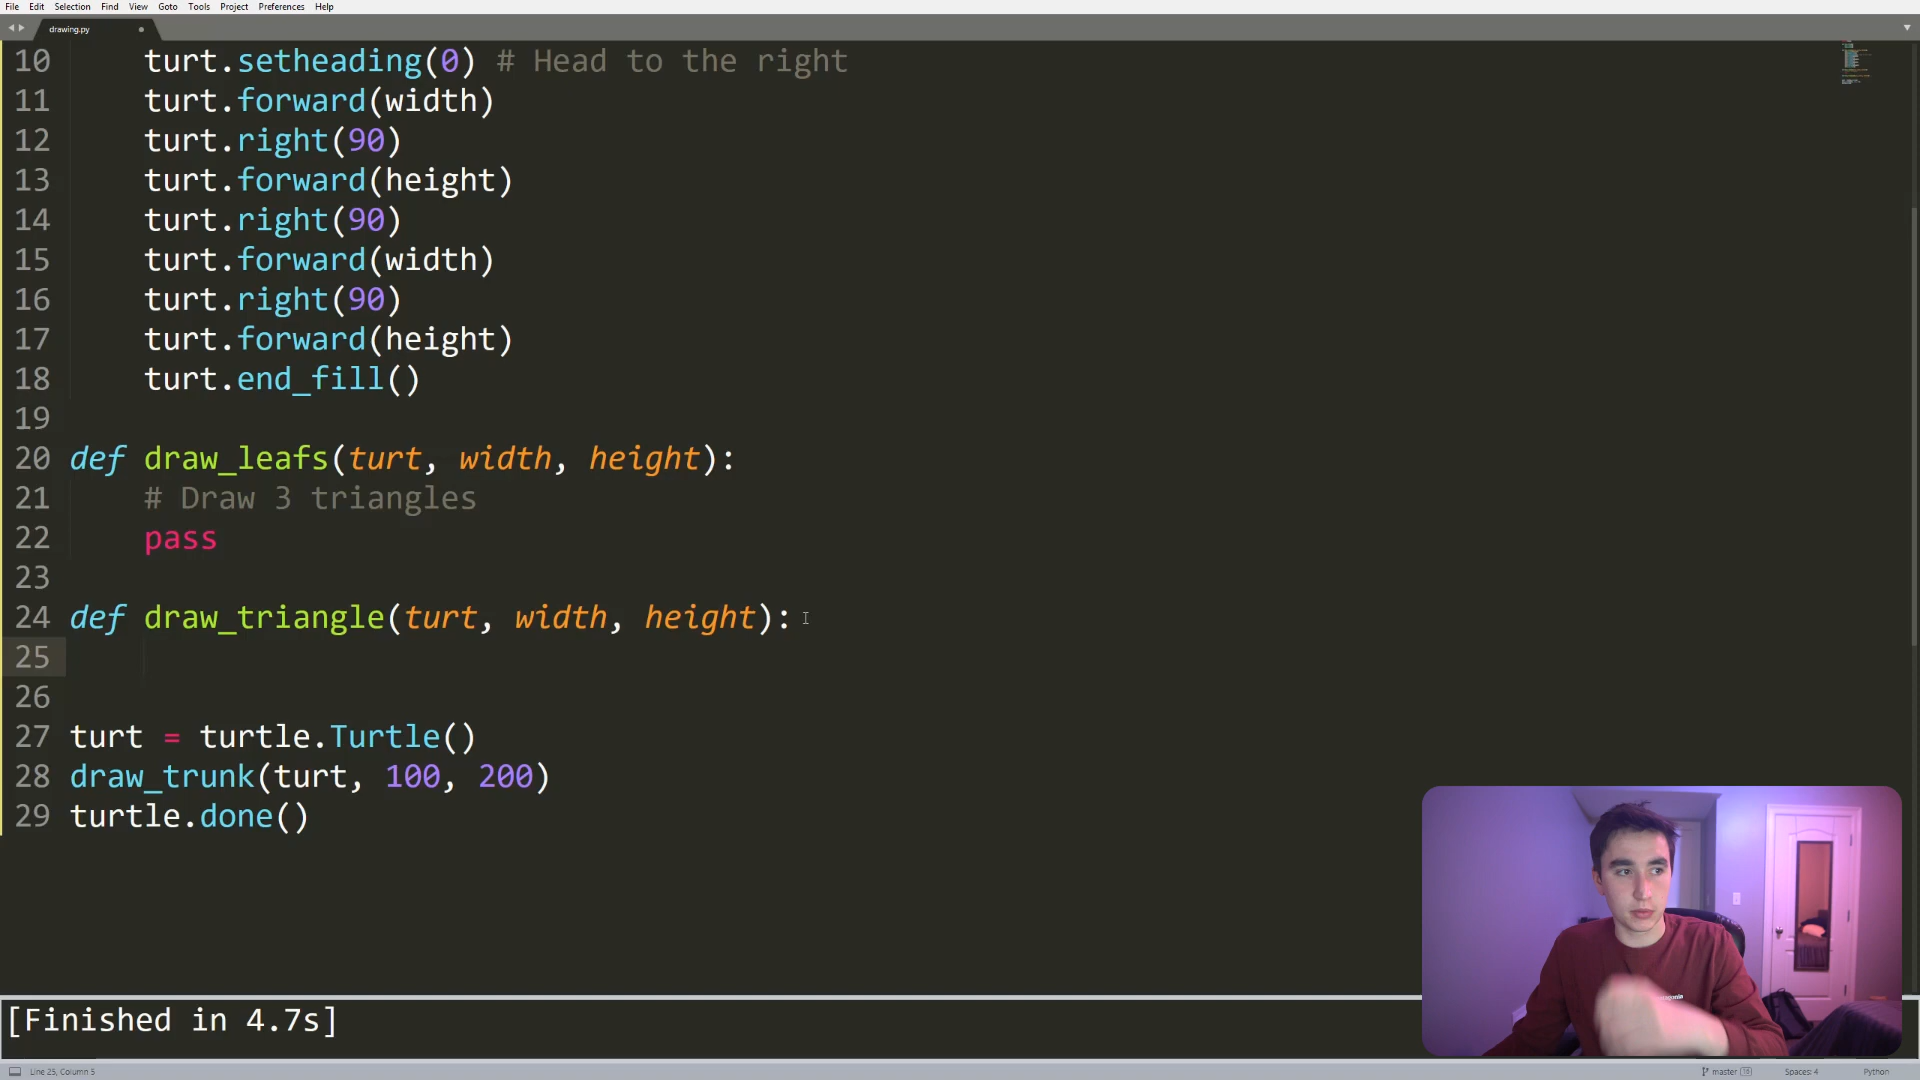 File Edit Selection Find View Goto Tools Project Preferences Help
drawing.py
10 turt.setheading(0) # Head to the right
11 turt.forward(width)
12 turt.right(90)
13 turt.forward(height)
14 turt.right(90)
15 turt.forward(width)
16 turt.right(90)
17 turt.forward(height)
18 turt.end_fill()
19
20 def draw_leafs(turt, width, height):
21 # Draw 3 triangles
22 pass
23
24 def draw_triangle(turt, width, height):
25
26
27 turt = turtle.Turtle()
28 draw_trunk(turt, 100, 200)
29 turtle.done()
[Finished in 4.7s]
Line 25, Column 5 master Spaces: 4 Python